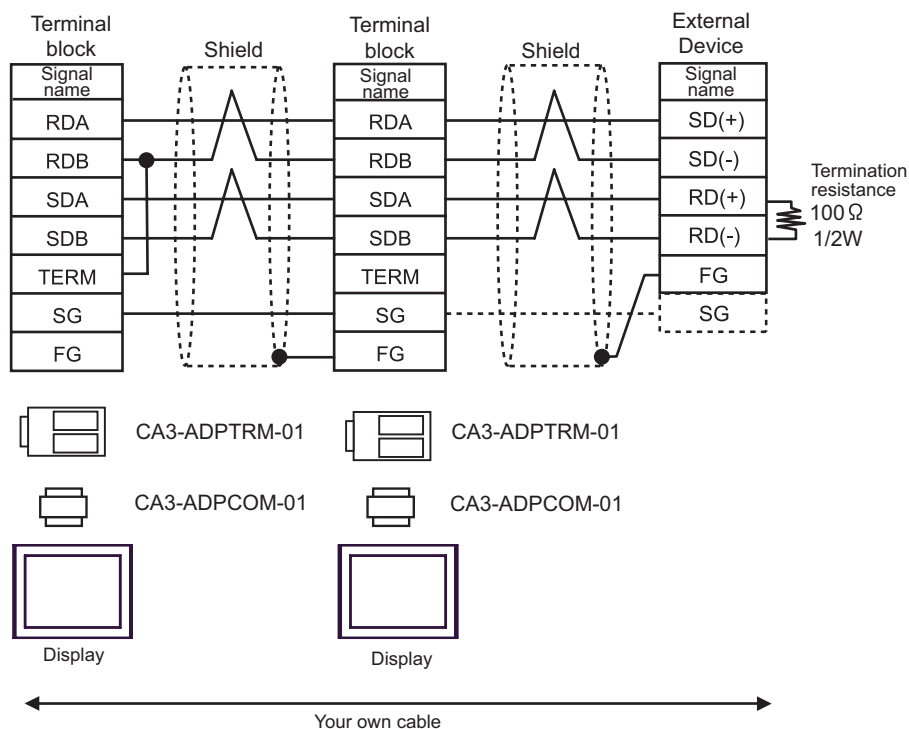 Terminal
block
Signal
name
RDA
RDB
SDA
SDB
TERM
SG
FG
Shield
Terminal
block
Signal
name
RDA
RDB
SDA
SDB
TERM
SG
FG
Shield
External
Device
Signal
name
SD(+)
SD(-)
RD(+)
RD(-)
FG
SG
Termination
resistance
100 Ω
1/2W
CA3-ADPTRM-01
CA3-ADPTRM-01
CA3-ADPCOM-01
CA3-ADPCOM-01
Display
Display
Your own cable